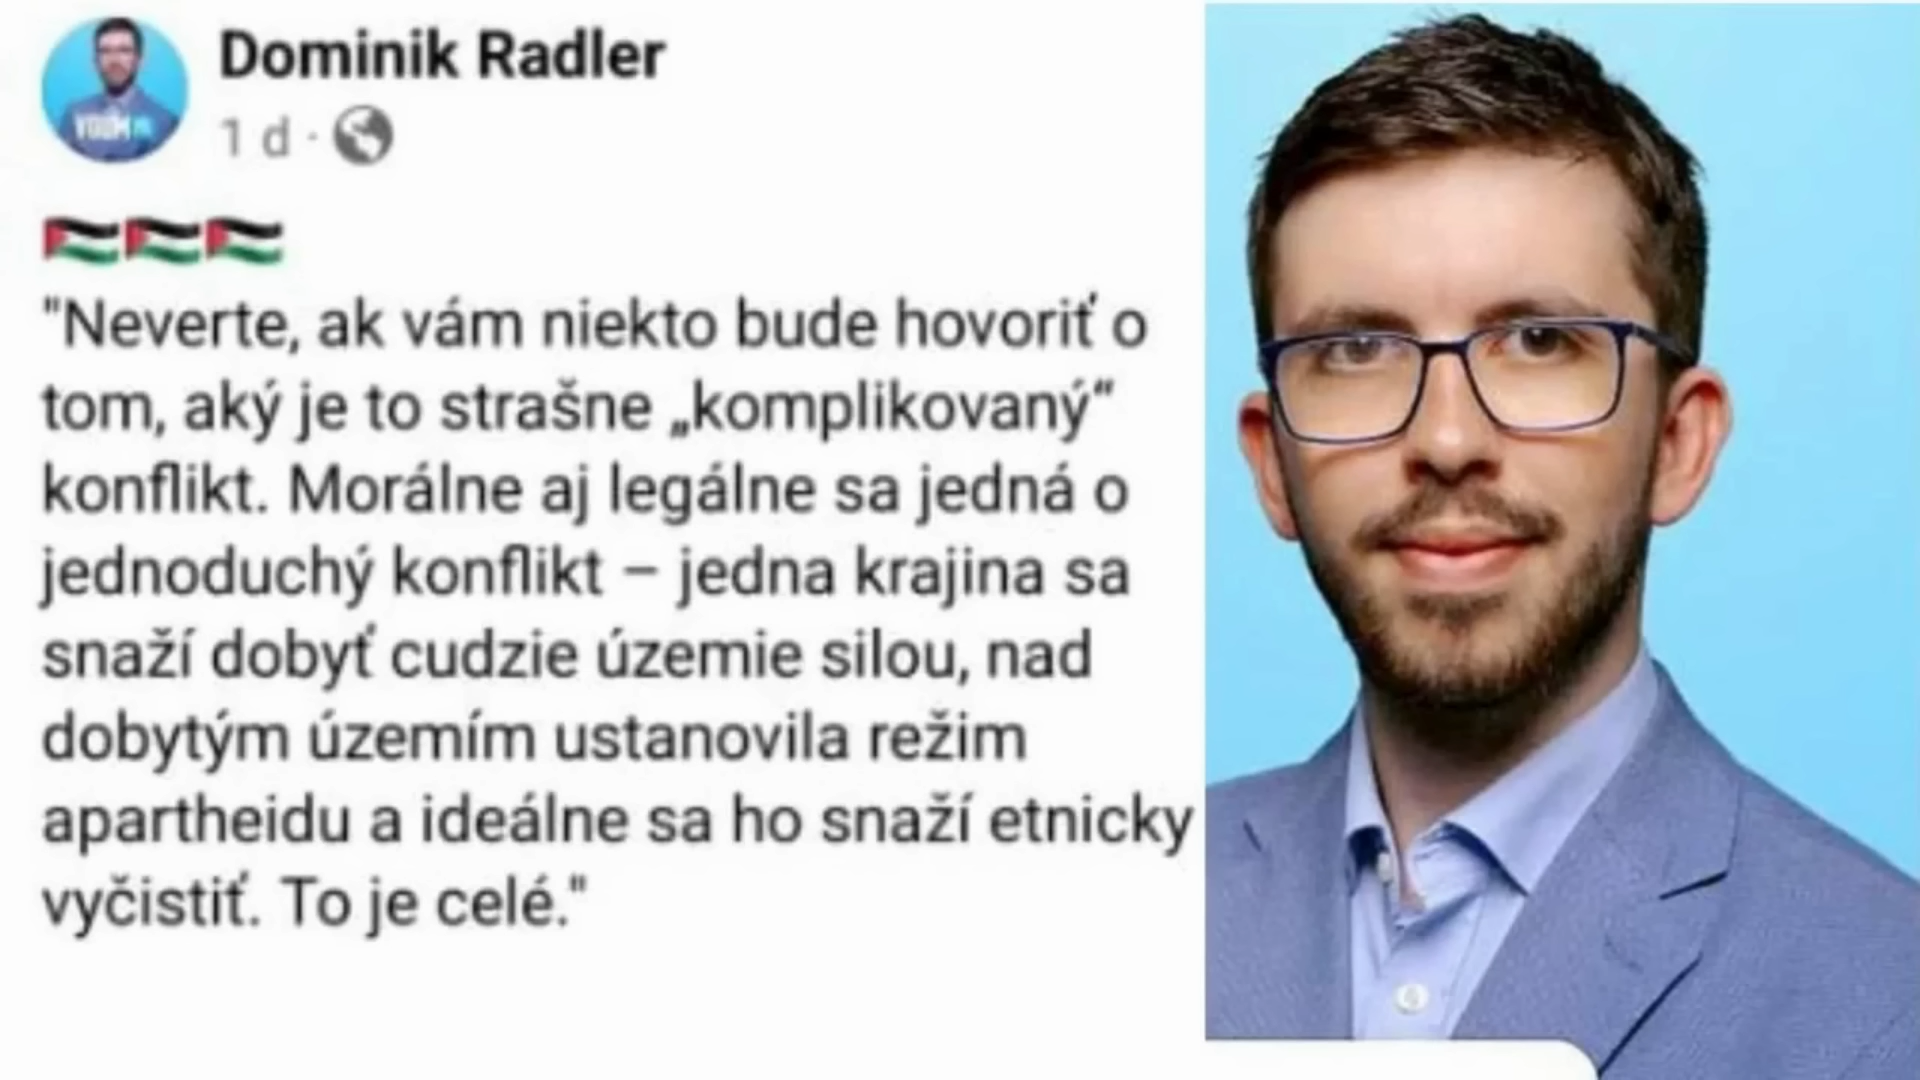 Dominik Radler
1 d ·
🇵🇸🇵🇸🇵🇸
"Neverte, ak vám niekto bude hovoriť o
tom, aký je to strašne „komplikovaný“
konflikt. Morálne aj legálne sa jedná o
jednoduchý konflikt – jedna krajina sa
snaží dobyť cudzie územie silou, nad
dobytým územím ustanovila režim
apartheidu a ideálne sa ho snaží etnicky
vyčistiť. To je celé."